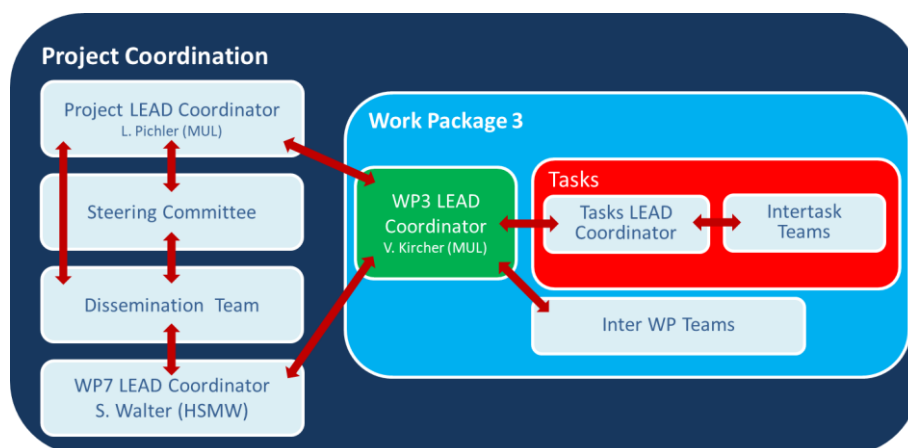 Project Coordination
Project LEAD Coordinator
L. Pichler (MUL)
Steering Committee
Dissemination Team
WP7 LEAD Coordinator
S. Walter (HSMW)
Work Package 3
WP3 LEAD
Coordinator
V. Kircher (MUL)
Tasks
Tasks LEAD
Coordinator
Intertask
Teams
Inter WP Teams